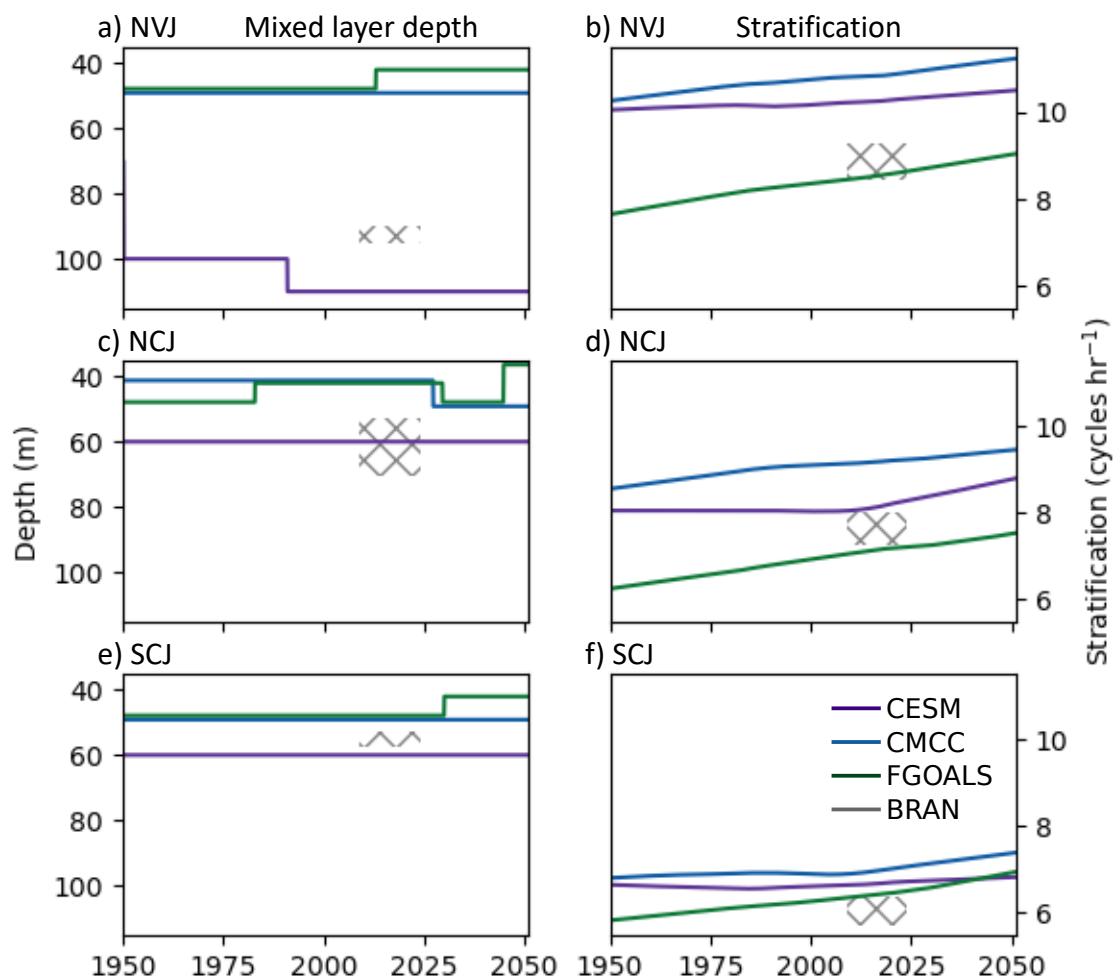 a) NVJ Mixed layer depth
b) NVJ Stratification
40
60
80
100
10
8
6
c) NCJ
d) NCJ
40
60
80
100
10
8
6
Depth (m)
Stratification (cycles hr⁻¹)
e) SCJ
f) SCJ
40
60
80
100
10
8
6
CESM
CMCC
FGOALS
BRAN
1950 1975 2000 2025 2050
1950 1975 2000 2025 2050